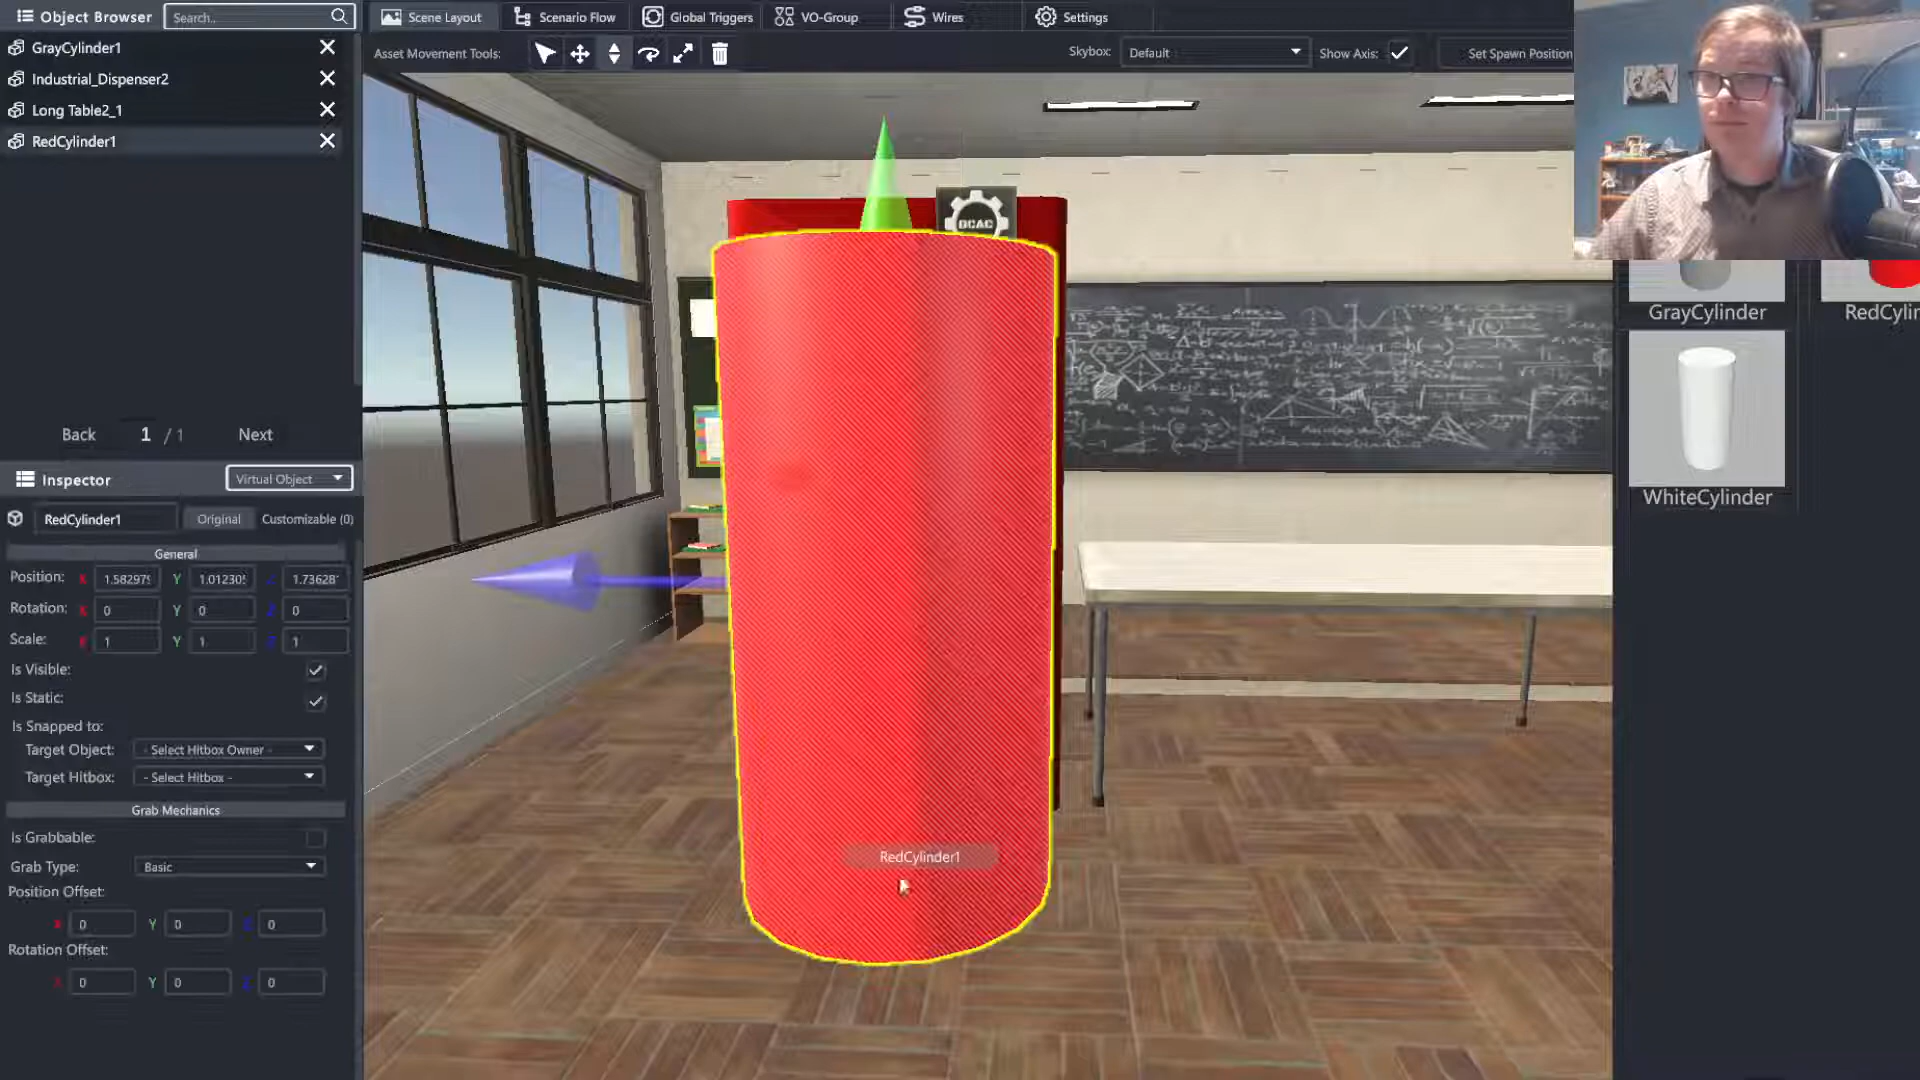 Object Browser
Search..
GrayCylinder1
Industrial_Dispenser2
Long Table2_1
RedCylinder1
Back 1 / 1 Next
Inspector
Virtual Object
RedCylinder1 Original Customizable (0)
General
Position: X 1.58297 Y 1.01230 Z 1.73628
Rotation: X 0 Y 0 Z 0
Scale: X 1 Y 1 Z 1
Is Visible:
Is Static:
Is Snapped to:
Target Object: - Select Hitbox Owner -
Target Hitbox: - Select Hitbox -
Grab Mechanics
Is Grabbable:
Grab Type: Basic
Position Offset:
X 0 Y 0 Z 0
Rotation Offset:
X 0 Y 0 Z 0
Scene Layout Scenario Flow Global Triggers VO-Group Wires Settings
Asset Movement Tools:
Skybox: Default Show Axis: Set Spawn Position
RedCylinder1
GrayCylinder
RedCylin
WhiteCylinder